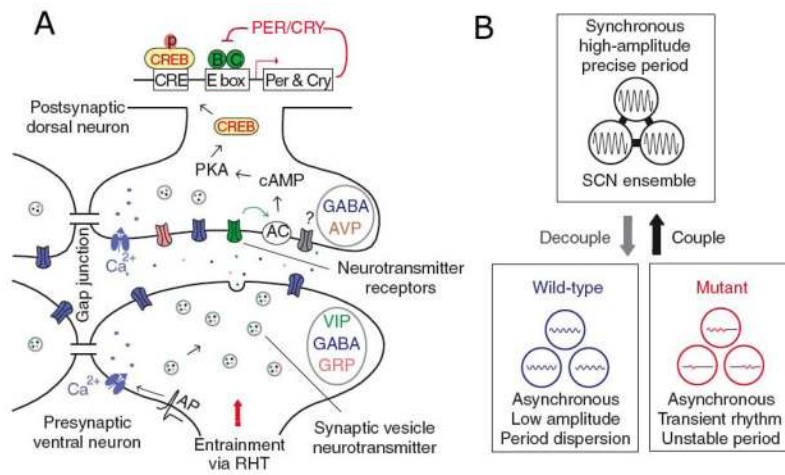 A
p
CREB
B C
PER/CRY
CRE
E box
Per & Cry
Postsynaptic
dorsal neuron
CREB
PKA
cAMP
AC
?
GABA
AVP
Ca2+
Gap junction
Neurotransmitter
receptors
VIP
GABA
GRP
Ca2+
AP
Presynaptic
ventral neuron
Entrainment
via RHT
Synaptic vesicle
neurotransmitter
B
Synchronous
high-amplitude
precise period
SCN ensemble
Decouple
Couple
Wild-type
Asynchronous
Low amplitude
Period dispersion
Mutant
Asynchronous
Transient rhythm
Unstable period